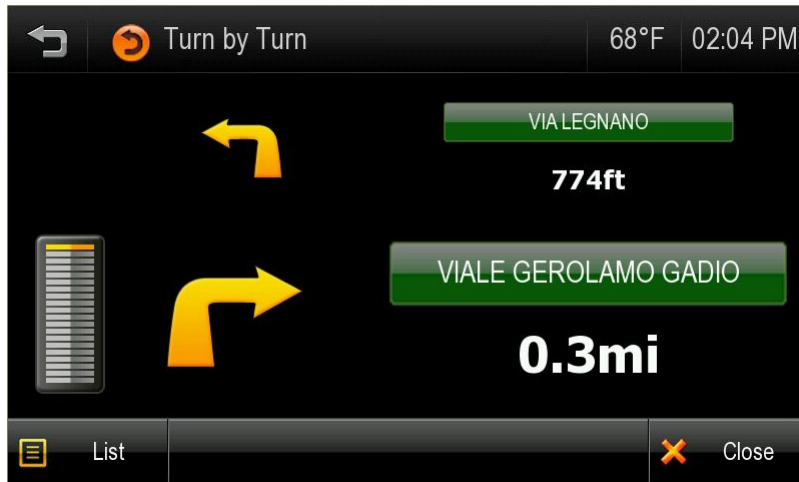 Turn by Turn
68°F
02:04 PM
VIA LEGNANO
774ft
VIALE GEROLAMO GADIO
0.3mi
List
Close